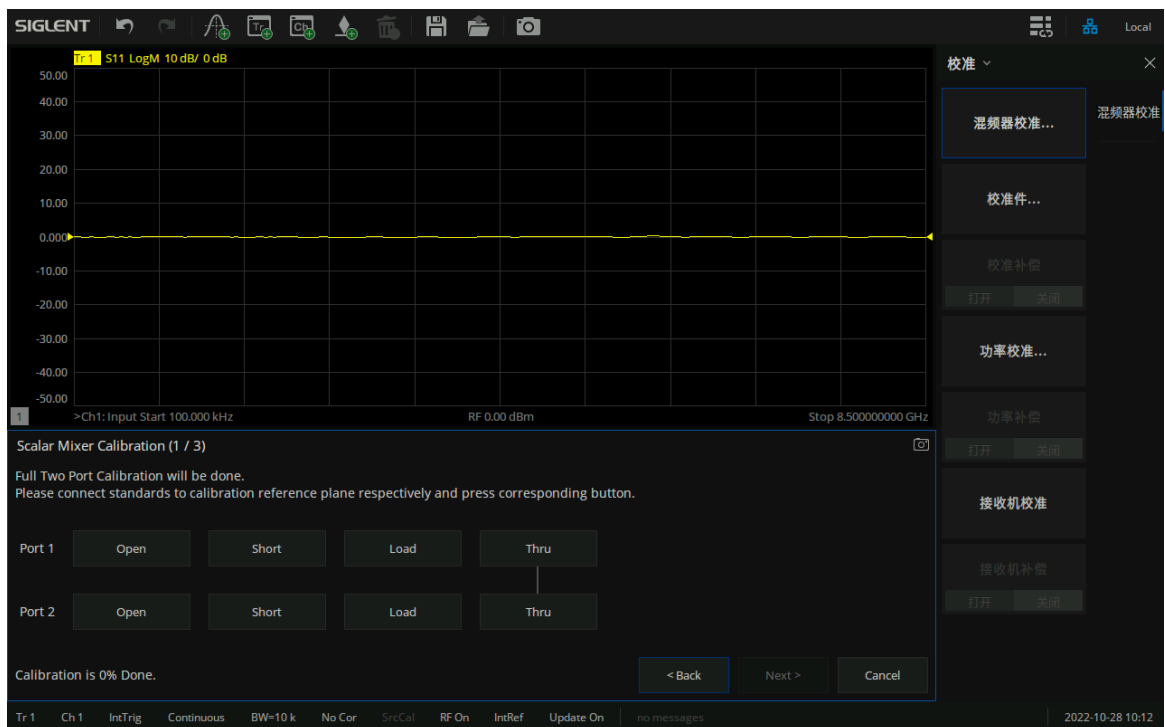 SIGLENT
Tr
Ch
Local
Tr 1 S11 LogM 10 dB/ 0 dB
50.00
40.00
30.00
20.00
10.00
0.000
-10.00
-20.00
-30.00
-40.00
-50.00
1 >Ch1: Input Start 100.000 kHz RF 0.00 dBm Stop 8.500000000 GHz
Scalar Mixer Calibration (1 / 3)
Full Two Port Calibration will be done.
Please connect standards to calibration reference plane respectively and press corresponding button.
Port 1 Open Short Load Thru
Port 2 Open Short Load Thru
Calibration is 0% Done.
< Back Next > Cancel
校准
混频器校准...
混频器校准
校准件...
校准补偿
打开 关闭
功率校准...
功率补偿
打开 关闭
接收机校准
接收机补偿
打开 关闭
Tr 1 Ch 1 IntTrig Continuous BW=10 k No Cor SrcCal RF On IntRef Update On no messages 2022-10-28 10:12